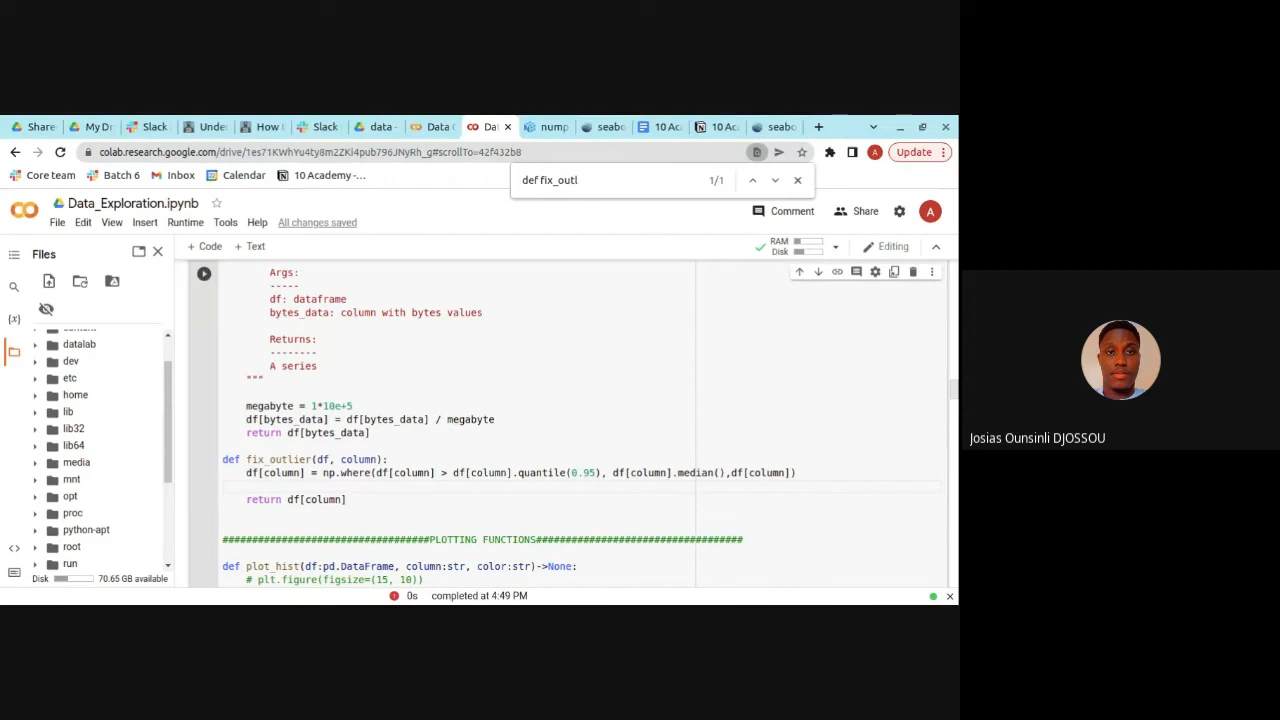 Share
My Dr
Slack
Unde
How I
Slack
data -
Data
Dat
nump
seabo
10 Aca
10 Aca
seabo
colab.research.google.com/drive/1es71KWhYu4ty8m2ZKi4pub796JNyRh_g#scrollTo=42f432b8
A
Update
Core team
Batch 6
Inbox
Calendar
10 Academy -...
def fix_outl
1/1
Data_Exploration.ipynb
File Edit View Insert Runtime Tools Help All changes saved
Comment
Share
A
Files
+ Code + Text
RAM
Disk
Editing
{x}
datalab
dev
etc
home
lib
lib32
lib64
media
mnt
opt
proc
python-apt
root
run
Disk
70.65 GB available
Args:
-----
df: dataframe
bytes_data: column with bytes values
Returns:
--------
A series
"""
megabyte = 1*10e+5
df[bytes_data] = df[bytes_data] / megabyte
return df[bytes_data]
def fix_outlier(df, column):
df[column] = np.where(df[column] > df[column].quantile(0.95), df[column].median(),df[column])
return df[column]
###################################PLOTTING FUNCTIONS###################################
def plot_hist(df:pd.DataFrame, column:str, color:str)->None:
# plt.figure(figsize=(15, 10))
0s completed at 4:49 PM
Josias Ounsinli DJOSSOU